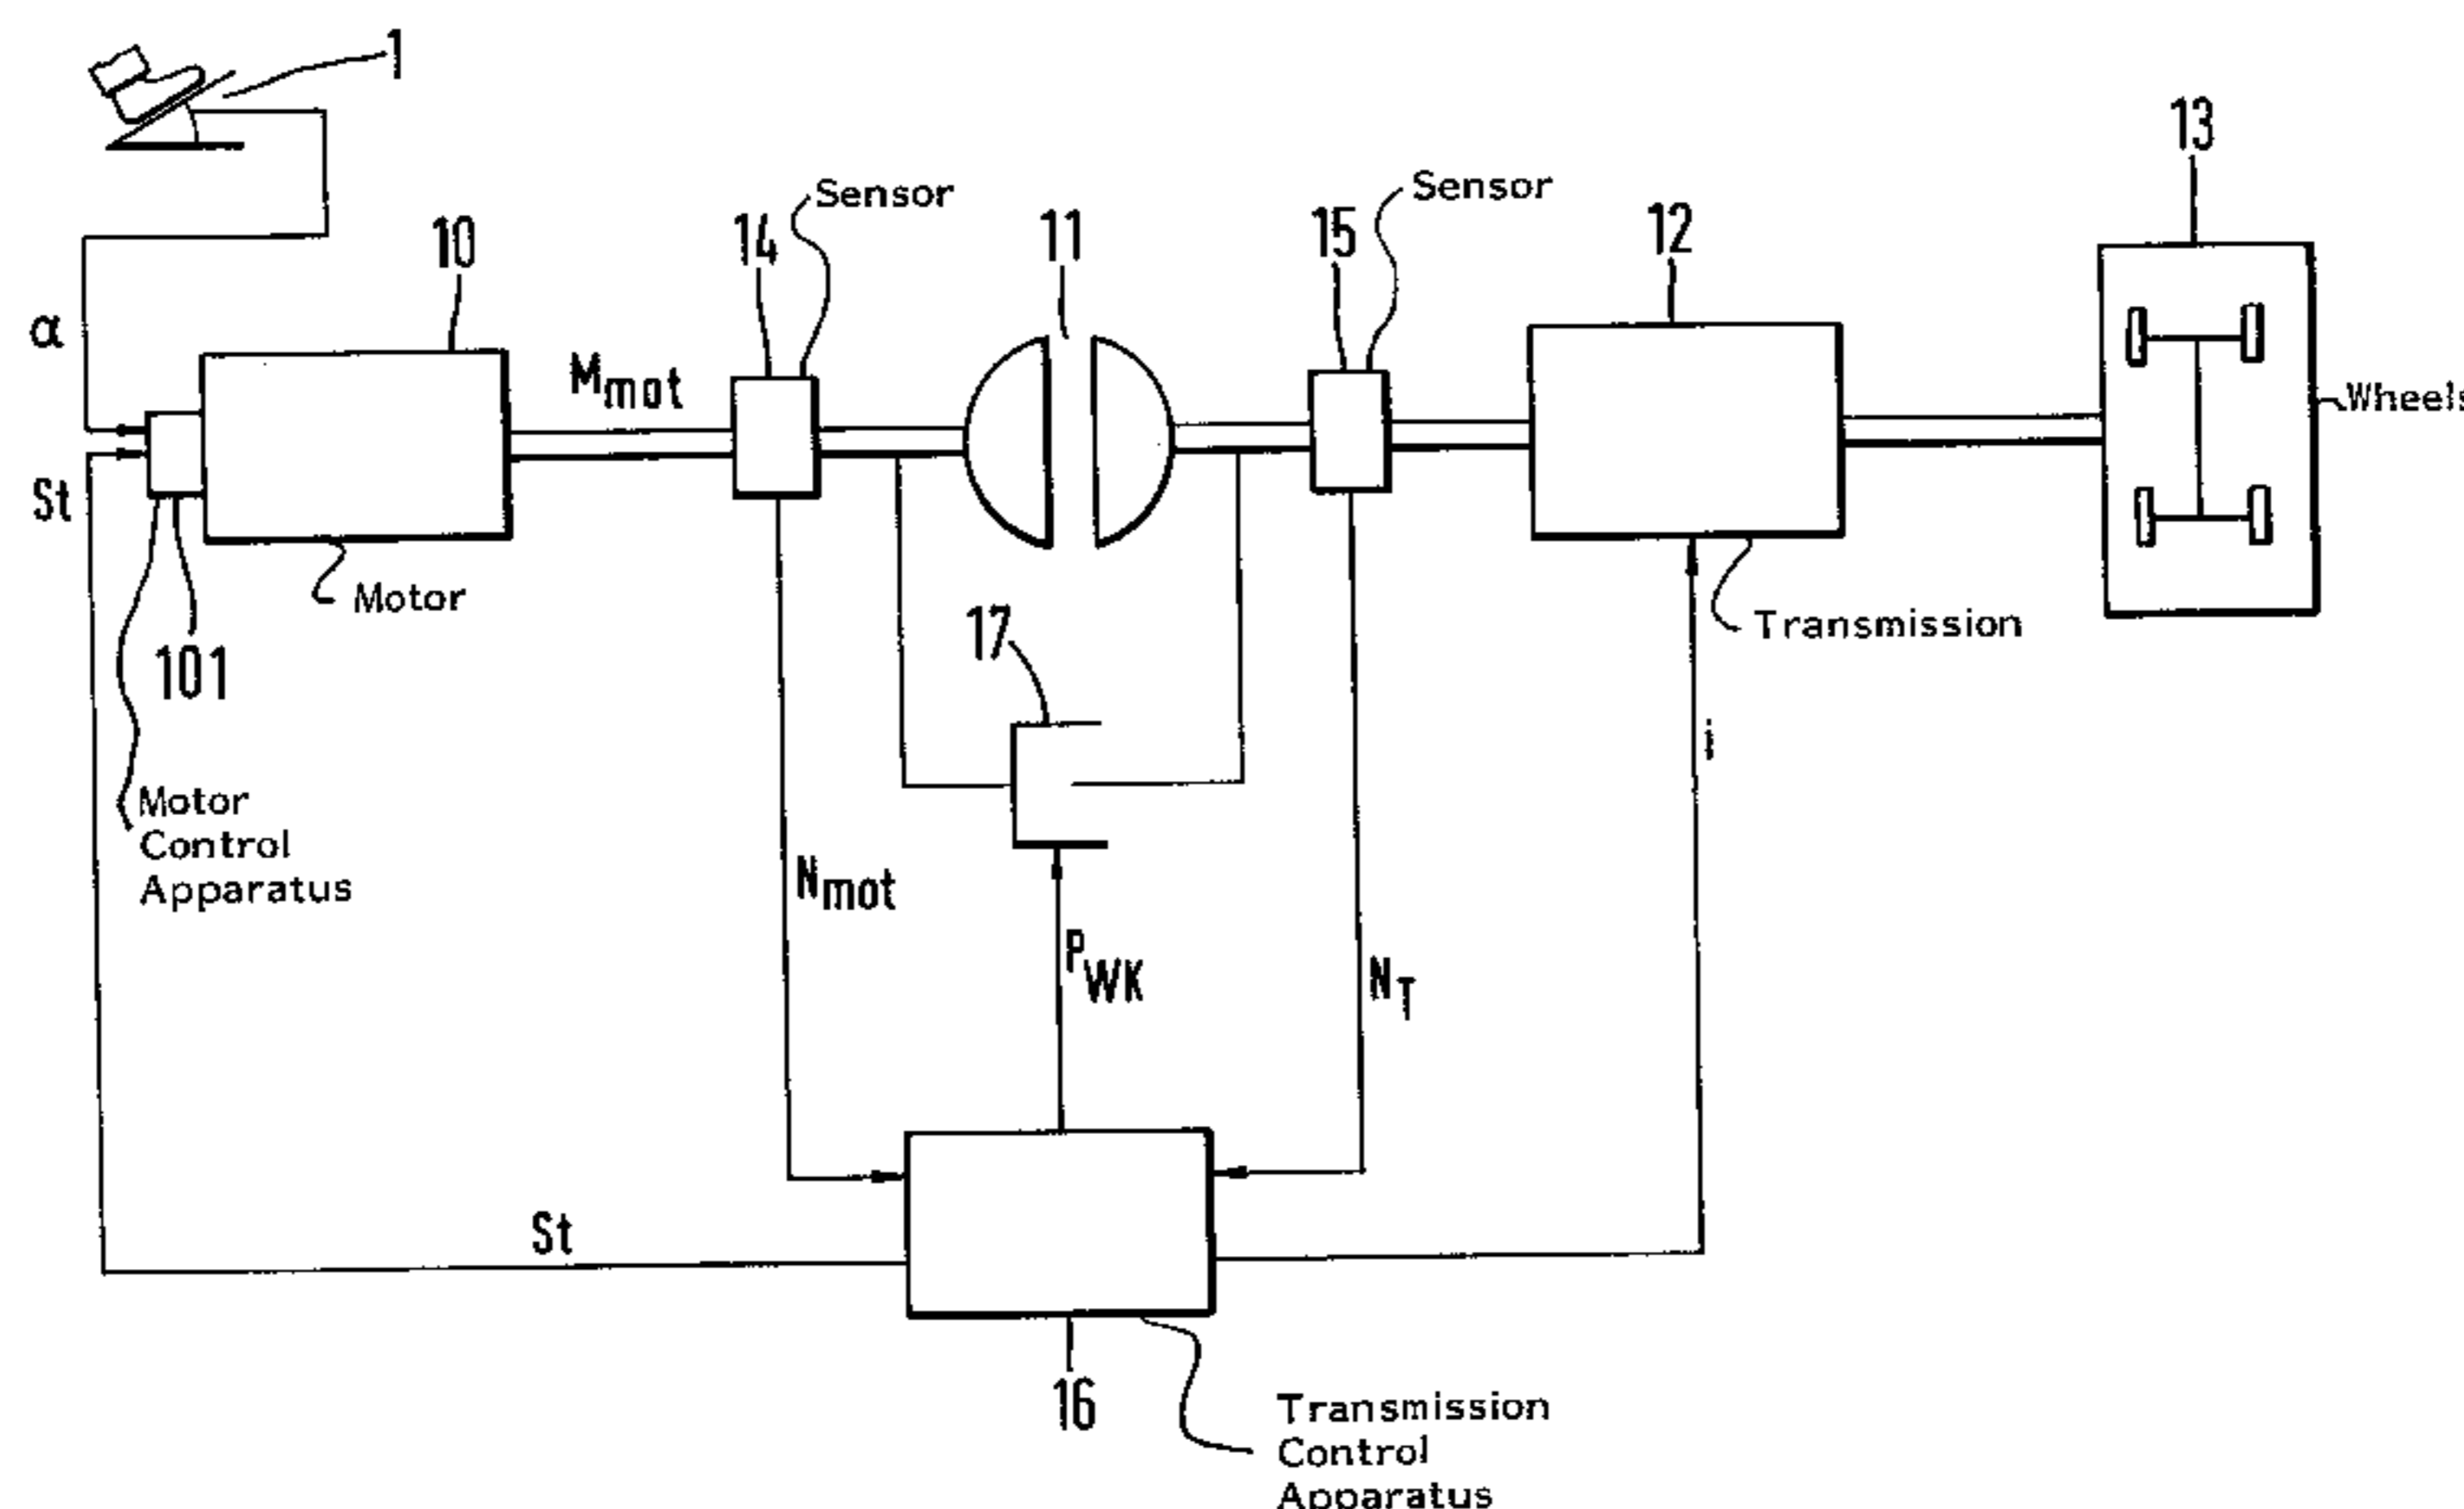 1
13
Sensor
Sensor
10
14
11
15
12
α
Mmot
Wheels
St
Motor
17
Transmission
101
i
Motor
Control
Apparatus
Nmot
PWK
NT
St
16
Transmission
Control
Apparatus